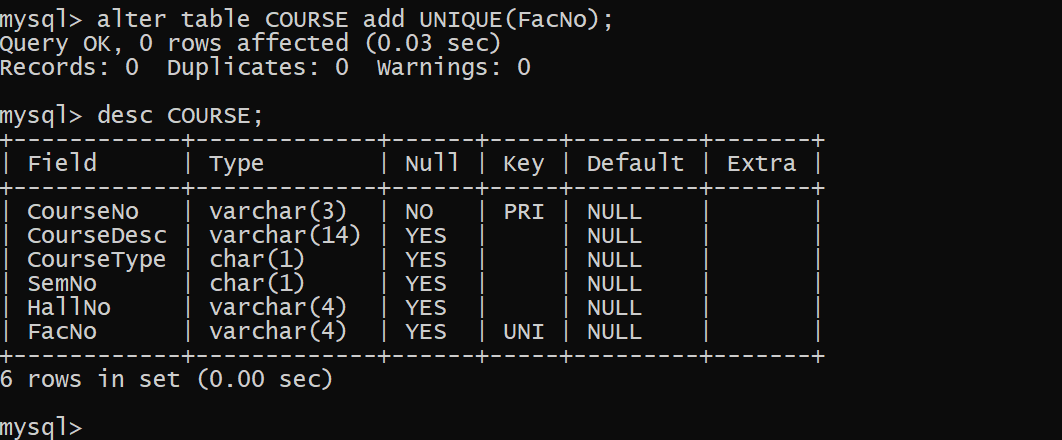 mysql> alter table COURSE add UNIQUE(FacNo);
Query OK, 0 rows affected (0.03 sec)
Records: 0  Duplicates: 0  Warnings: 0

mysql> desc COURSE;
+------------+-------------+------+-----+---------+-------+
| Field      | Type        | Null | Key | Default | Extra |
+------------+-------------+------+-----+---------+-------+
| CourseNo   | varchar(3)  | NO   | PRI | NULL    |       |
| CourseDesc | varchar(14) | YES  |     | NULL    |       |
| CourseType | char(1)     | YES  |     | NULL    |       |
| SemNo      | char(1)     | YES  |     | NULL    |       |
| HallNo     | varchar(4)  | YES  |     | NULL    |       |
| FacNo      | varchar(4)  | YES  | UNI | NULL    |       |
+------------+-------------+------+-----+---------+-------+
6 rows in set (0.00 sec)

mysql>